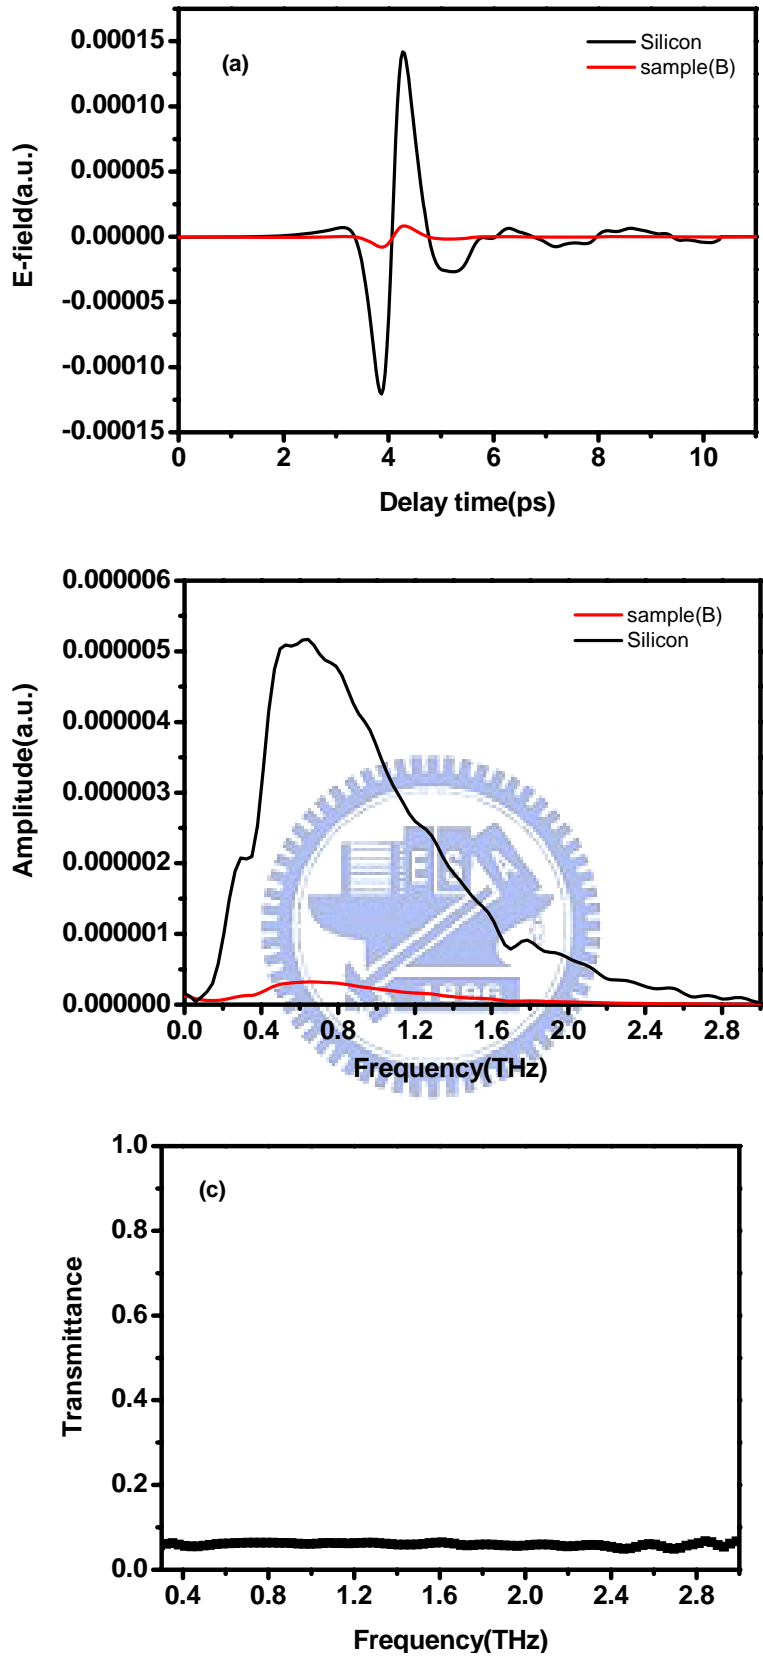 (a)
Silicon
sample(B)
E-field(a.u.)
0.00015
0.00010
0.00005
0.00000
-0.00005
-0.00010
-0.00015
0 2 4 6 8 10
Delay time(ps)
sample(B)
Silicon
Amplitude(a.u.)
0.000006
0.000005
0.000004
0.000003
0.000002
0.000001
0.000000
E S A
1896
0.0 0.4 0.8 1.2 1.6 2.0 2.4 2.8
Frequency(THz)
(c)
Transmittance
1.0
0.8
0.6
0.4
0.2
0.0
0.4 0.8 1.2 1.6 2.0 2.4 2.8
Frequency(THz)